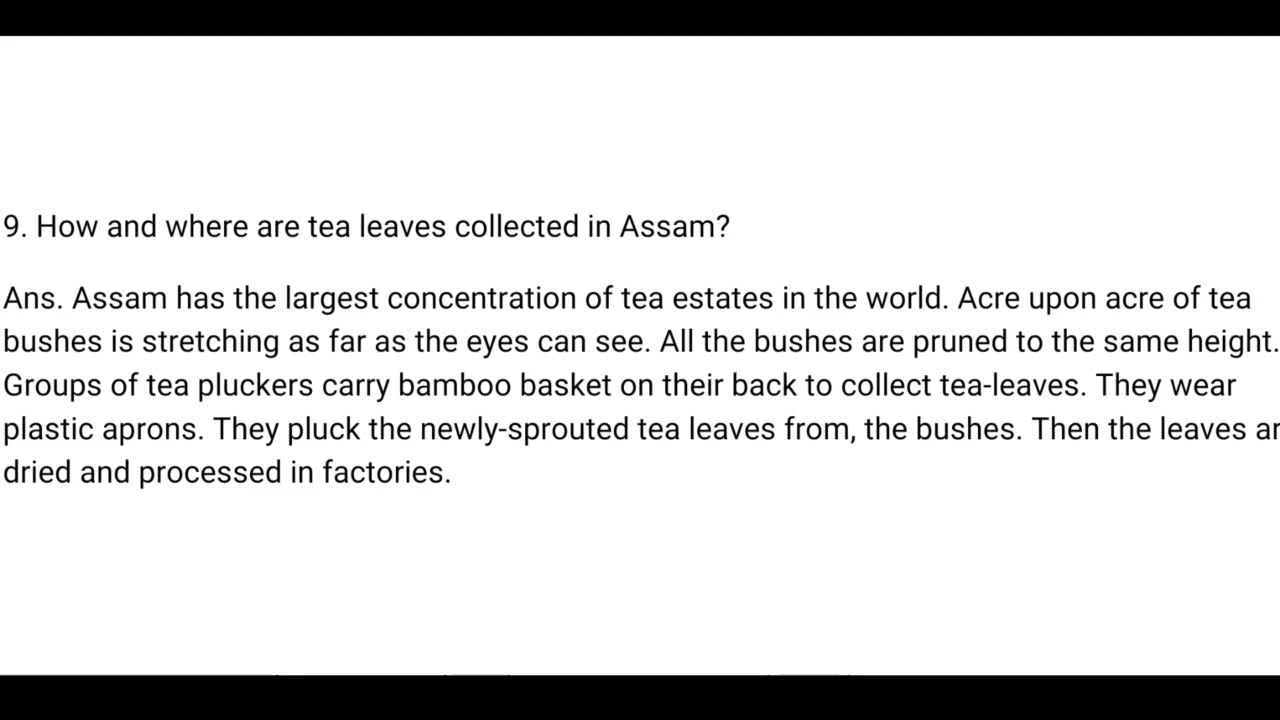 9. How and where are tea leaves collected in Assam?
Ans. Assam has the largest concentration of tea estates in the world. Acre upon acre of tea
bushes is stretching as far as the eyes can see. All the bushes are pruned to the same height.
Groups of tea pluckers carry bamboo basket on their back to collect tea-leaves. They wear
plastic aprons. They pluck the newly-sprouted tea leaves from, the bushes. Then the leaves
dried and processed in factories.